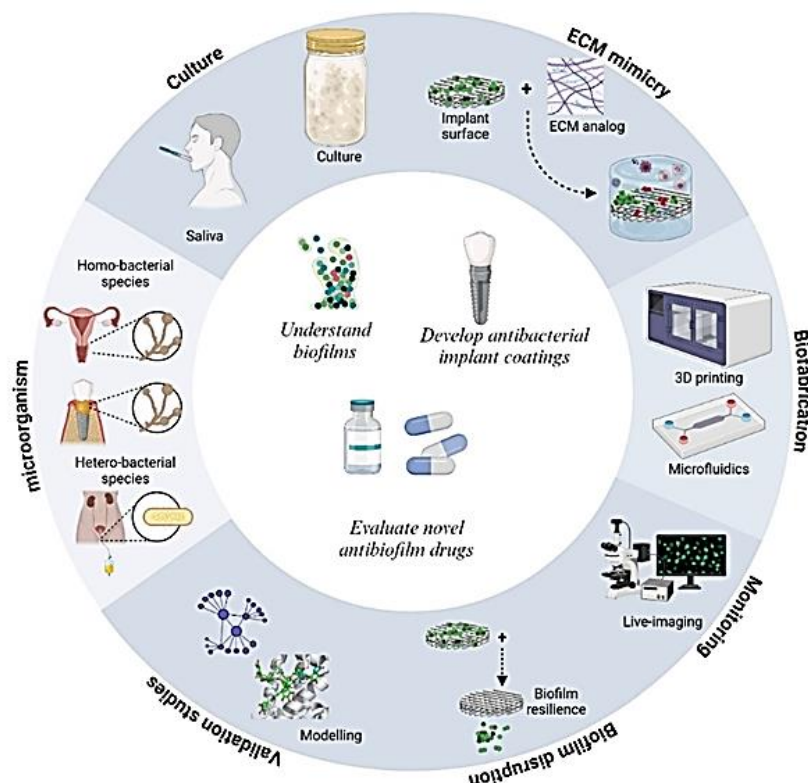 Culture
ECM mimicry
Culture
Saliva
Implant
surface
+
ECM analog
Homo-bacterial
species
Hetero-bacterial
species
microorganism
Understand
biofilms
Develop antibacterial
implant coatings
Evaluate novel
antibiofilm drugs
3D printing
Microfluidics
Biofabrication
Live-imaging
Monitoring
+
Biofilm
resilience
Biofilm disruption
Modelling
Validation studies